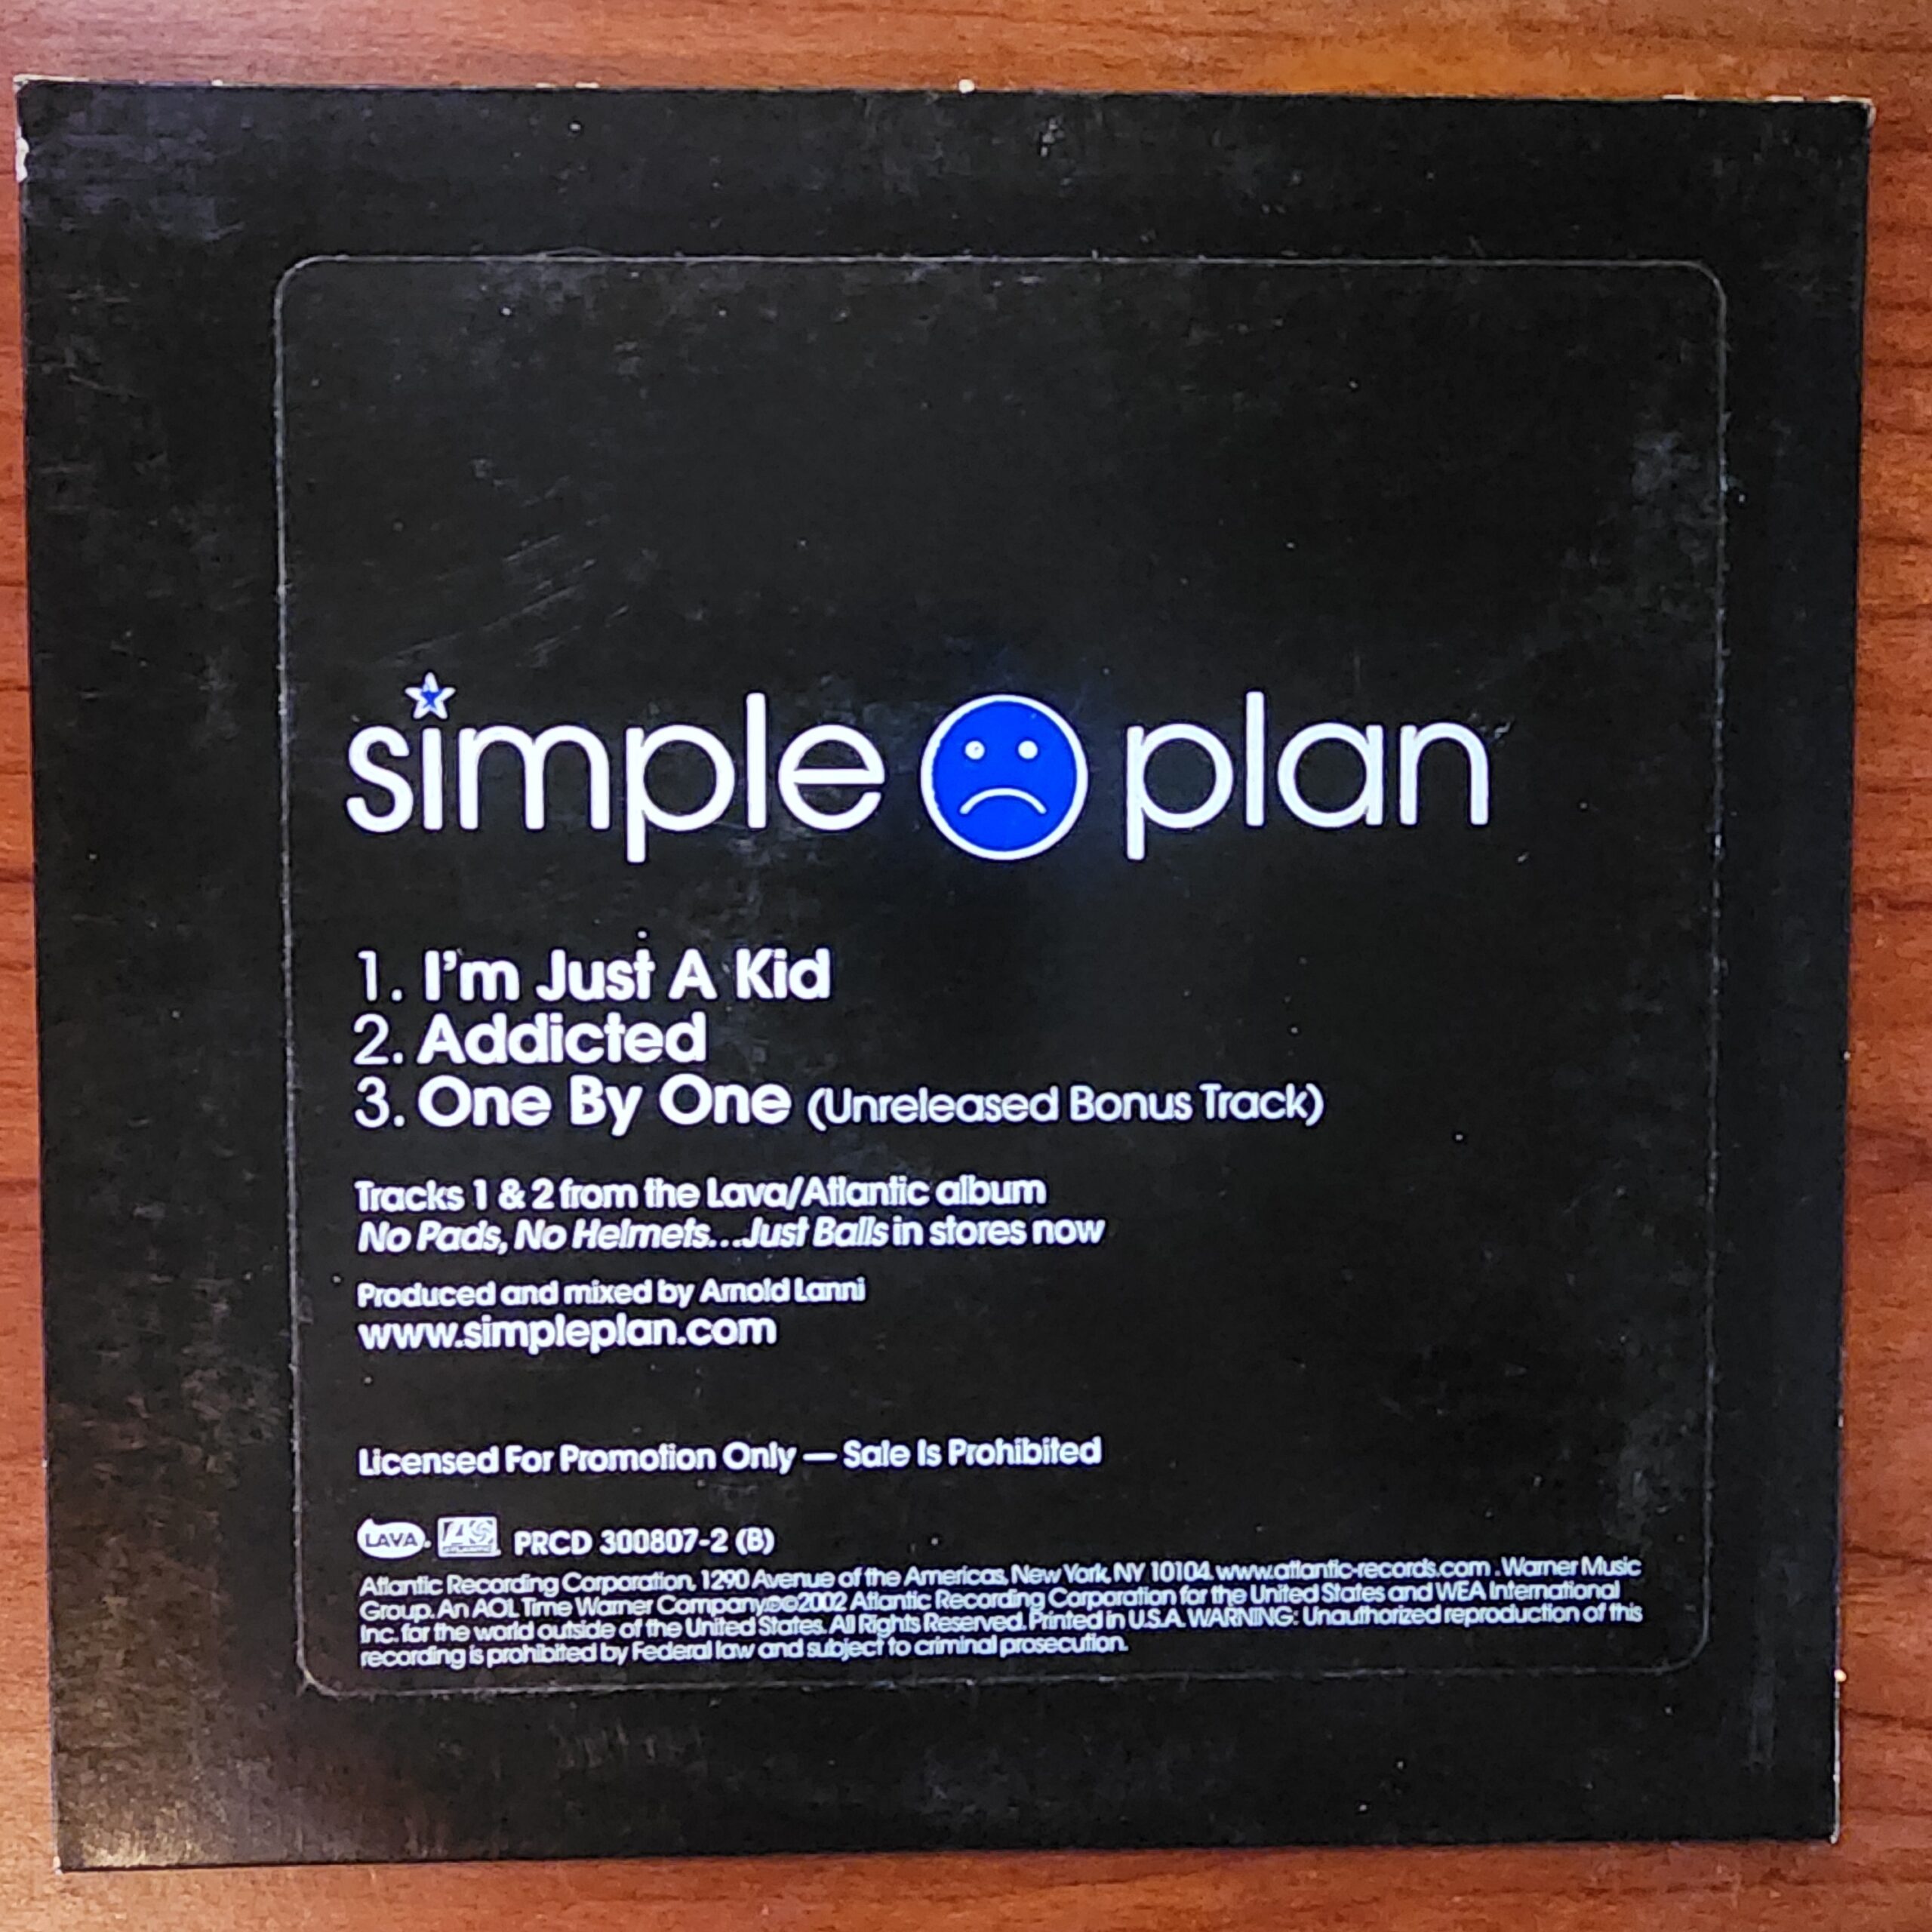 simple plan
1. I'm Just A Kid
2. Addicted
3. One By One (Unreleased Bonus Track)
Tracks 1 & 2 from the Lava/Atlantic album
No Pads, No Helmets...Just Balls in stores now
Produced and mixed by Arnold Lanni
www.simpleplan.com
Licensed For Promotion Only — Sale Is Prohibited
LAVA. ATLANTIC PRCD 300807-2 (B)
Atlantic Recording Corporation, 1290 Avenue of the Americas, New York, NY 10104. www.atlantic-records.com . Warner Music
Group. An AOL Time Warner Company.℗©2002 Atlantic Recording Corporation for the United States and WEA International
Inc. for the world outside of the United States. All Rights Reserved. Printed in U.S.A. WARNING: Unauthorized reproduction of this
recording is prohibited by Federal law and subject to criminal prosecution.